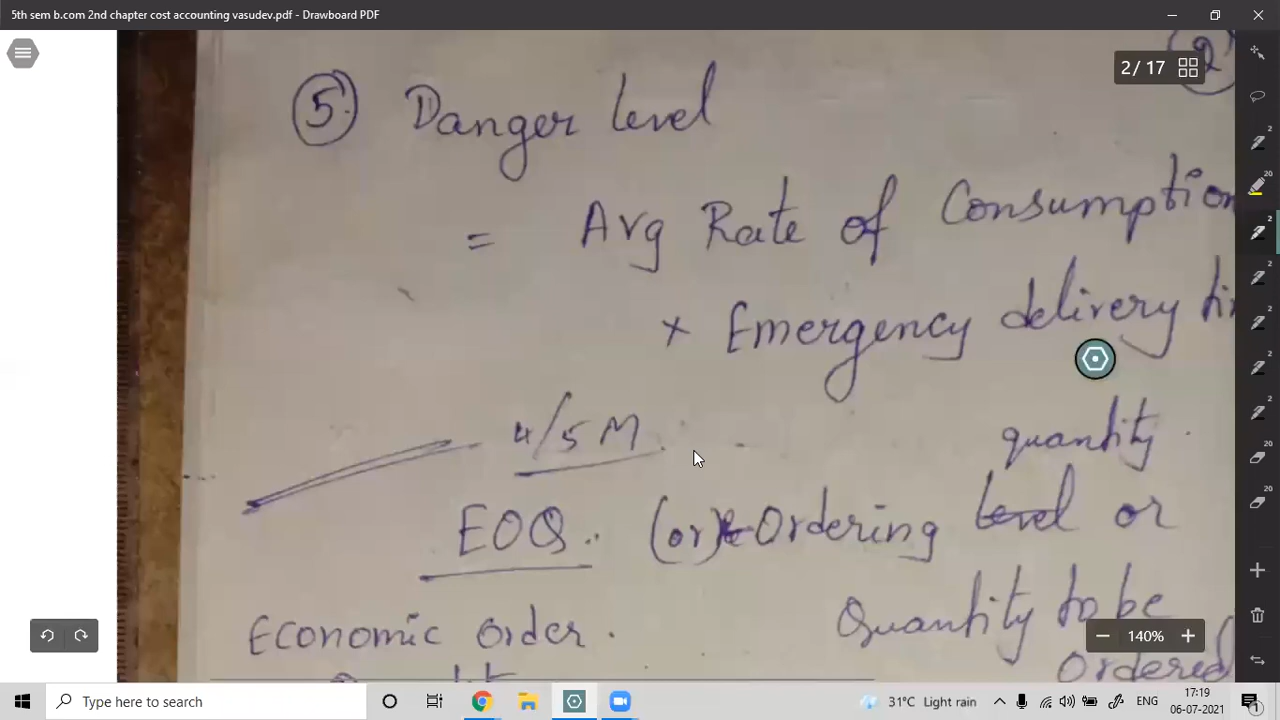 5th sem b.com 2nd chapter cost accounting vasudev.pdf - Drawboard PDF
2 / 17
2
5 Danger level
= Avg Rate of Consumption
× Emergency delivery
4/5 M
quantity
EOQ. (or) Ordering level or
Economic order.
Quantity to be
Ordered
140%
Type here to search
31°C Light rain
ENG
17:19
06-07-2021